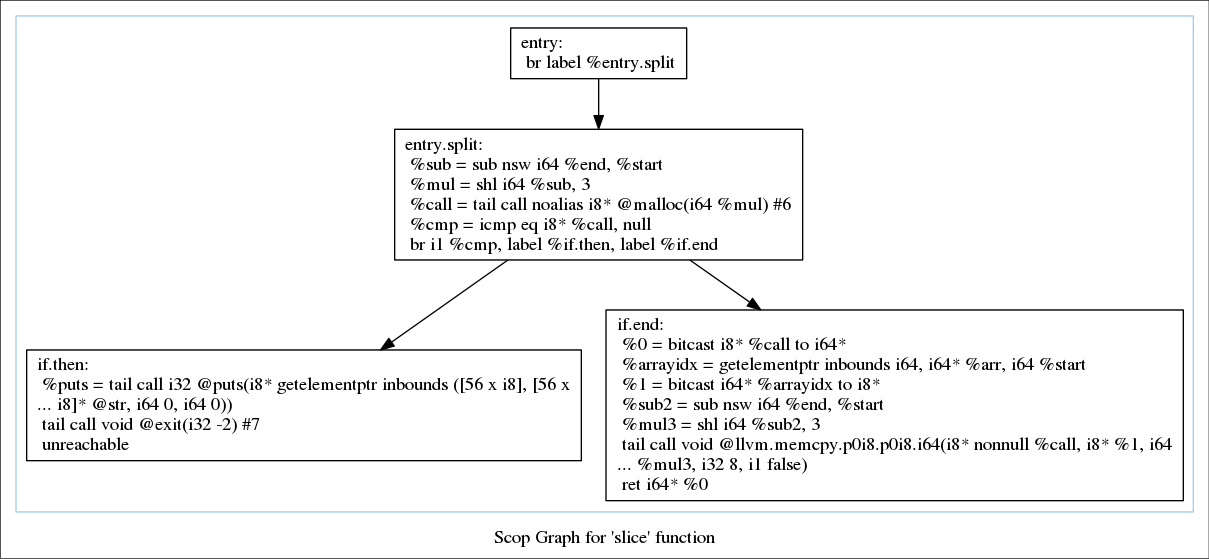 entry:
br label %entry.split
entry.split:
%sub = sub nsw i64 %end, %start
%mul = shl i64 %sub, 3
%call = tail call noalias i8* @malloc(i64 %mul) #6
%cmp = icmp eq i8* %call, null
br i1 %cmp, label %if.then, label %if.end
if.then:
%puts = tail call i32 @puts(i8* getelementptr inbounds ([56 x i8], [56 x
... i8]* @str, i64 0, i64 0))
tail call void @exit(i32 -2) #7
unreachable
if.end:
%0 = bitcast i8* %call to i64*
%arrayidx = getelementptr inbounds i64, i64* %arr, i64 %start
%1 = bitcast i64* %arrayidx to i8*
%sub2 = sub nsw i64 %end, %start
%mul3 = shl i64 %sub2, 3
tail call void @llvm.memcpy.p0i8.p0i8.i64(i8* nonnull %call, i8* %1, i64
... %mul3, i32 8, i1 false)
ret i64* %0
Scop Graph for 'slice' function